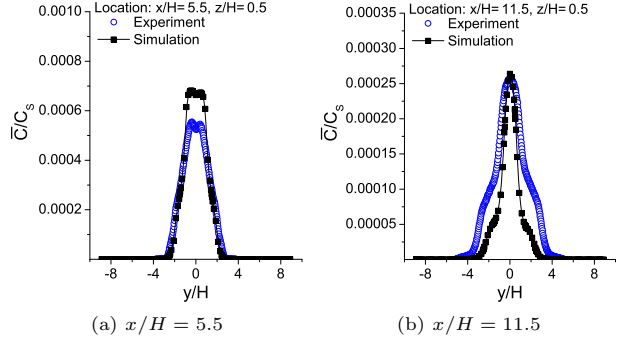 Location: x/H= 5.5, z/H= 0.5
Experiment
Simulation
0.0010
0.0008
0.0006
0.0004
0.0002
C̅/Cₛ
-8 -4 0 4 8
y/H
(a) x/H = 5.5
Location: x/H= 11.5, z/H= 0.5
Experiment
Simulation
0.00035
0.00030
0.00025
0.00020
0.00015
0.00010
0.00005
C̅/Cₛ
-8 -4 0 4 8
y/H
(b) x/H = 11.5